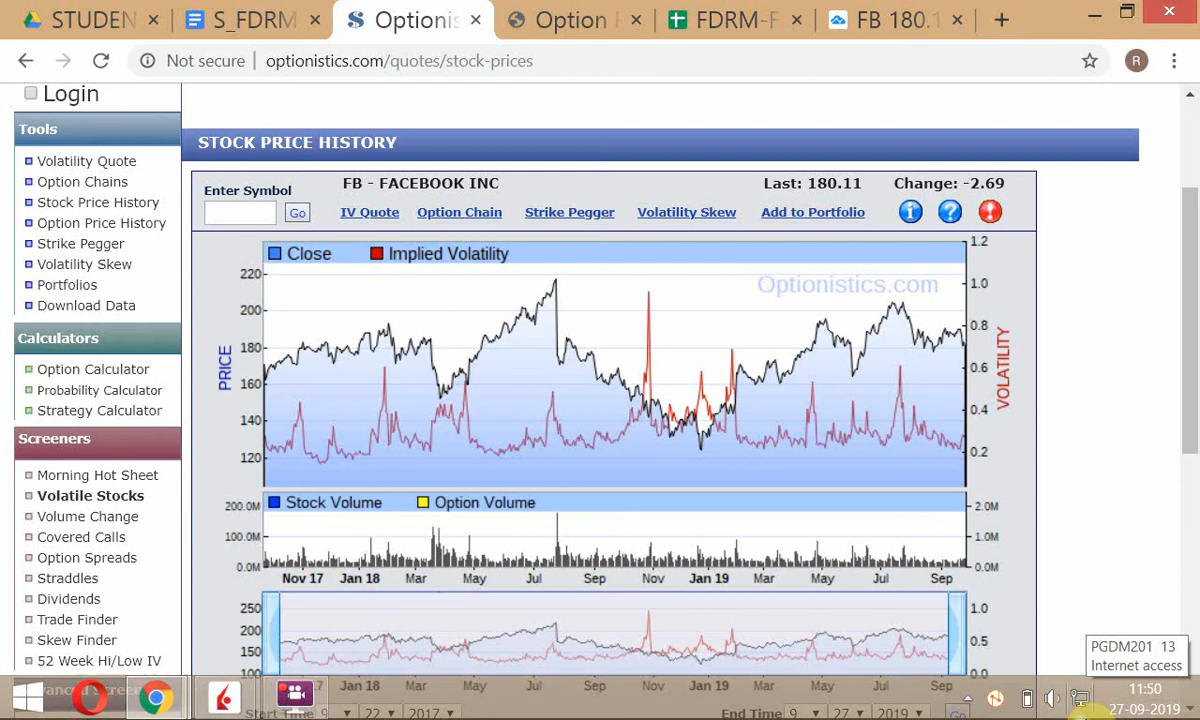 STUDEN
S_FDRM
Optionis
Option
FDRM-F
FB 180.1
Not secure | optionistics.com/quotes/stock-prices
R
Login
Tools
Volatility Quote
Option Chains
Stock Price History
Option Price History
Strike Pegger
Volatility Skew
Portfolios
Download Data
Calculators
Option Calculator
Probability Calculator
Strategy Calculator
Screeners
Morning Hot Sheet
Volatile Stocks
Volume Change
Covered Calls
Option Spreads
Straddles
Dividends
Trade Finder
Skew Finder
52 Week Hi/Low IV
STOCK PRICE HISTORY
Enter Symbol
Go
FB - FACEBOOK INC
Last: 180.11
Change: -2.69
IV Quote
Option Chain
Strike Pegger
Volatility Skew
Add to Portfolio
Close
Implied Volatility
Optionistics.com
PRICE
220
200
180
160
140
120
1.2
1.0
0.8
0.6
0.4
0.2
VOLATILITY
Stock Volume
Option Volume
200.0M
100.0M
0.0M
2.0M
1.0M
0.0M
Nov 17 Jan 18 Mar May Jul Sep Nov Jan 19 Mar May Jul Sep
250
200
150
100
1.0
0.5
0.0
7 Jan 18 Mar May Jul Sep Nov Jan 19 Mar May Jul Sep
Start Time 9 22 2017
End Time 9 27 2019 Go
PGDM201 13
Internet access
11:50
27-09-2019